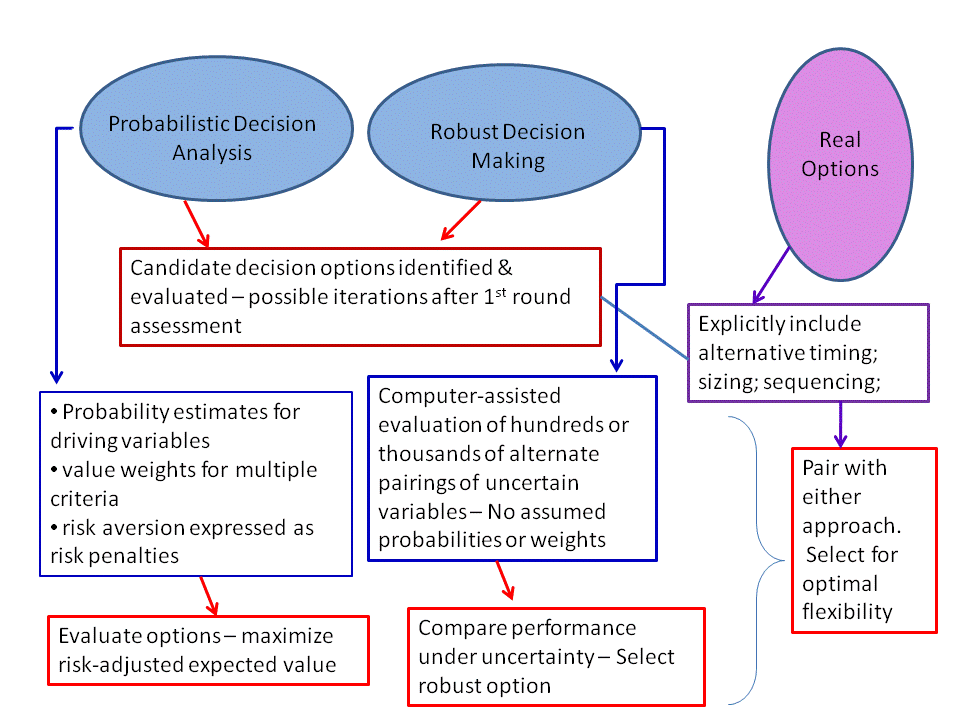 Probabilistic Decision
Analysis
Robust Decision
Making
Real
Options
Candidate decision options identified &
evaluated – possible iterations after 1st round
assessment
Explicitly include
alternative timing;
sizing; sequencing;
• Probability estimates for
driving variables
• value weights for multiple
criteria
• risk aversion expressed as
risk penalties
Computer-assisted
evaluation of hundreds or
thousands of alternate
pairings of uncertain
variables – No assumed
probabilities or weights
Pair with
either
approach.
Select for
optimal
flexibility
Evaluate options – maximize
risk-adjusted expected value
Compare performance
under uncertainty – Select
robust option